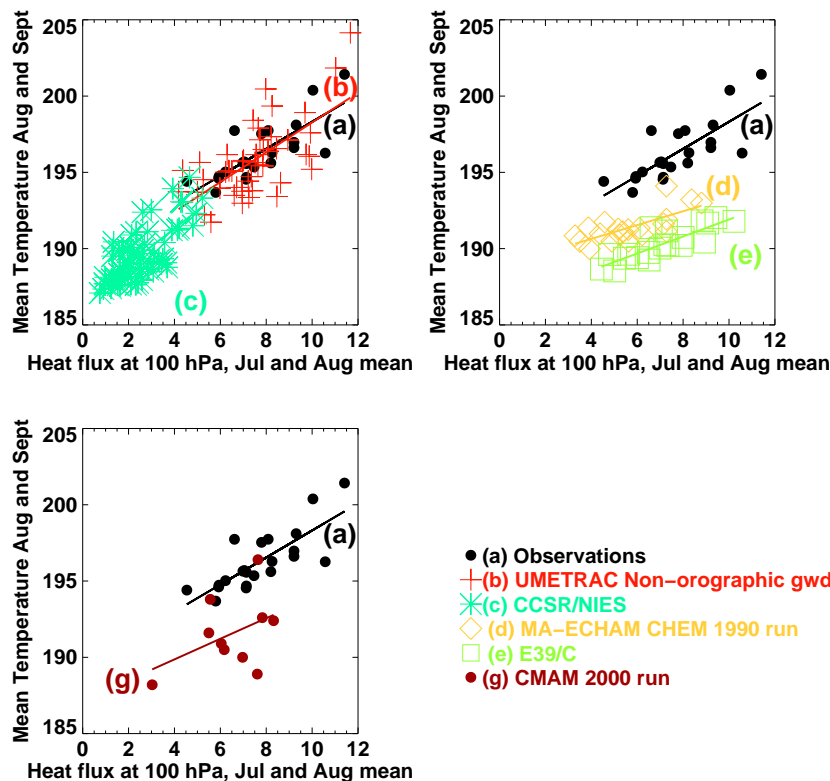 205
200
195
190
185
Mean Temperature Aug and Sept
(b)
(a)
(c)
0 2 4 6 8 10 12
Heat flux at 100 hPa, Jul and Aug mean
205
200
195
190
185
Mean Temperature Aug and Sept
(a)
(d)
(e)
0 2 4 6 8 10 12
Heat flux at 100 hPa, Jul and Aug mean
205
200
195
190
185
Mean Temperature Aug and Sept
(a)
(g)
0 2 4 6 8 10 12
Heat flux at 100 hPa, Jul and Aug mean
(a) Observations
(b) UMETRAC Non−orographic gwd
(c) CCSR/NIES
(d) MA−ECHAM CHEM 1990 run
(e) E39/C
(g) CMAM 2000 run